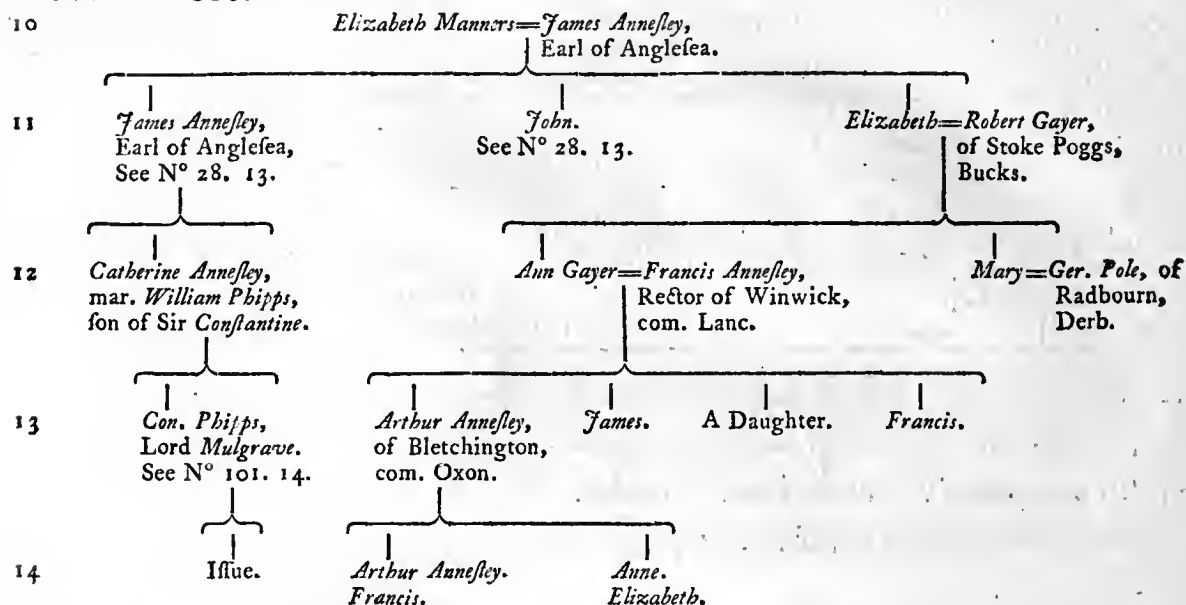 10 Elizabeth Manners=James Anneſley,
Earl of Angleſea.
11 James Anneſley, John. Elizabeth=Robert Gayer,
Earl of Angleſea, See N° 28. 13. of Stoke Poggs,
See N° 28. 13. Bucks.
12 Catherine Anneſley, Ann Gayer=Francis Anneſley, Mary=Ger. Pole, of
mar. William Phipps, Rector of Winwick, Radbourn,
ſon of Sir Conſtantine. com. Lanc. Derb.
13 Con. Phipps, Arthur Anneſley, James. A Daughter. Francis.
Lord Mulgrave. of Bletchington,
See N° 101. 14. com. Oxon.
14 Iſſue. Arthur Anneſley. Anne.
Francis. Elizabeth.